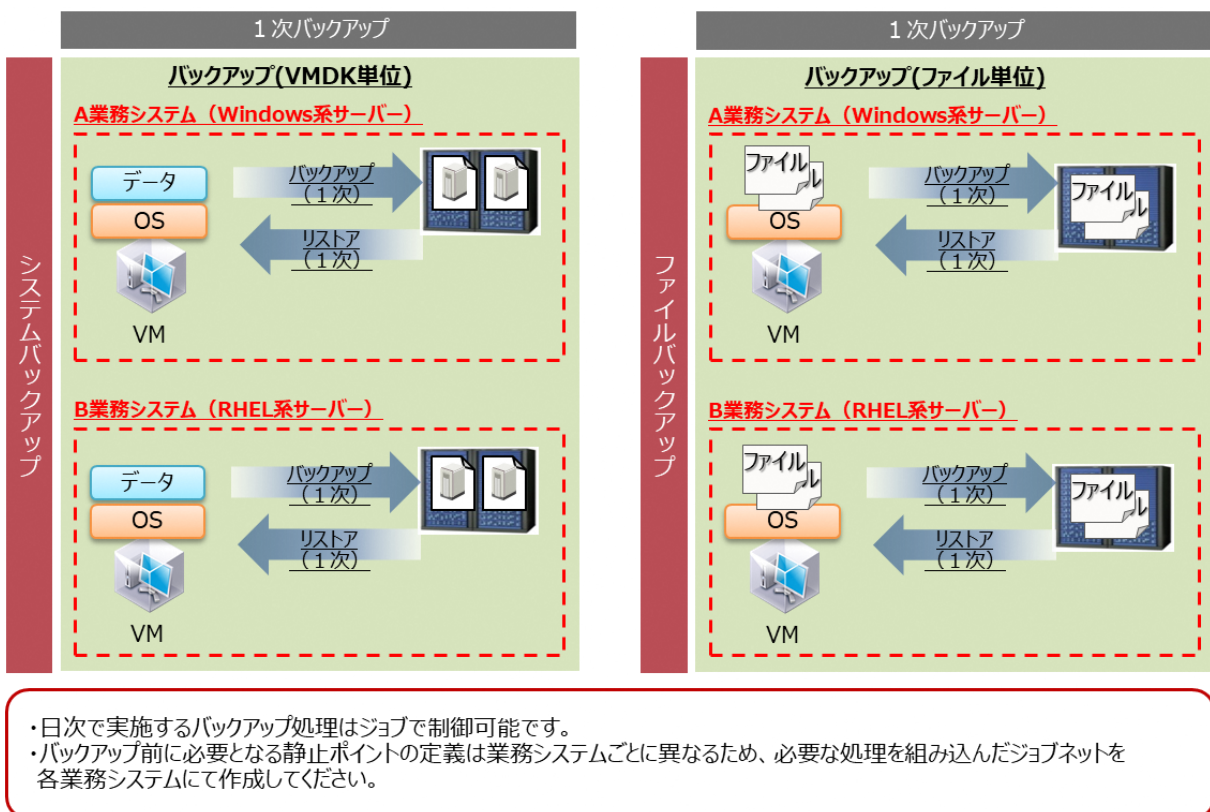 1次バックアップ
システムバックアップ
バックアップ(VMDK単位)
A業務システム（Windows系サーバー）
データ
OS
VM
バックアップ
（1次）
リストア
（1次）
B業務システム（RHEL系サーバー）
データ
OS
VM
バックアップ
（1次）
リストア
（1次）
1次バックアップ
ファイルバックアップ
バックアップ(ファイル単位)
A業務システム（Windows系サーバー）
ファイル
ル
OS
VM
バックアップ
（1次）
リストア
（1次）
ファイル
ル
B業務システム（RHEL系サーバー）
ファイル
ル
OS
VM
バックアップ
（1次）
リストア
（1次）
ファイル
ル
・日次で実施するバックアップ処理はジョブで制御可能です。
・バックアップ前に必要となる静止ポイントの定義は業務システムごとに異なるため、必要な処理を組み込んだジョブネットを
各業務システムにて作成してください。